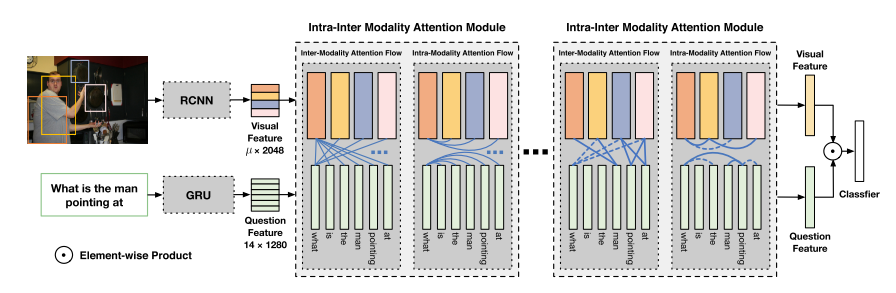 Intra-Inter Modality Attention Module
Intra-Inter Modality Attention Module
Inter-Modality Attention Flow
Intra-Modality Attention Flow
Inter-Modality Attention Flow
Intra-Modality Attention Flow
RCNN
Visual
Feature
μ × 2048
What is the man
pointing at
GRU
Question
Feature
14 × 1280
what
is
the
man
pointing
at
what
is
the
man
pointing
at
what
is
the
man
pointing
at
what
is
the
man
pointing
at
Visual
Feature
Question
Feature
Classfier
Element-wise Product